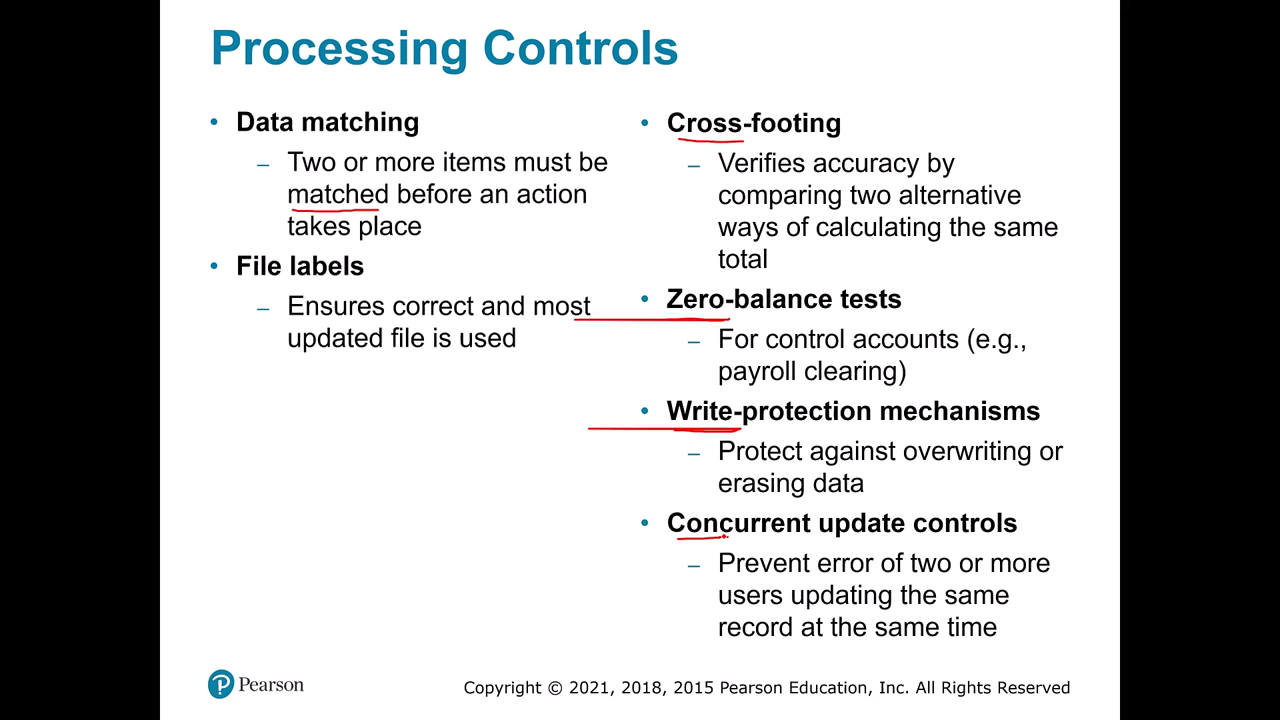 Processing Controls
• Data matching
– Two or more items must be
matched before an action
takes place
• File labels
– Ensures correct and most
updated file is used
• Cross-footing
– Verifies accuracy by
comparing two alternative
ways of calculating the same
total
• Zero-balance tests
– For control accounts (e.g.,
payroll clearing)
• Write-protection mechanisms
– Protect against overwriting or
erasing data
• Concurrent update controls
– Prevent error of two or more
users updating the same
record at the same time
P Pearson
Copyright © 2021, 2018, 2015 Pearson Education, Inc. All Rights Reserved